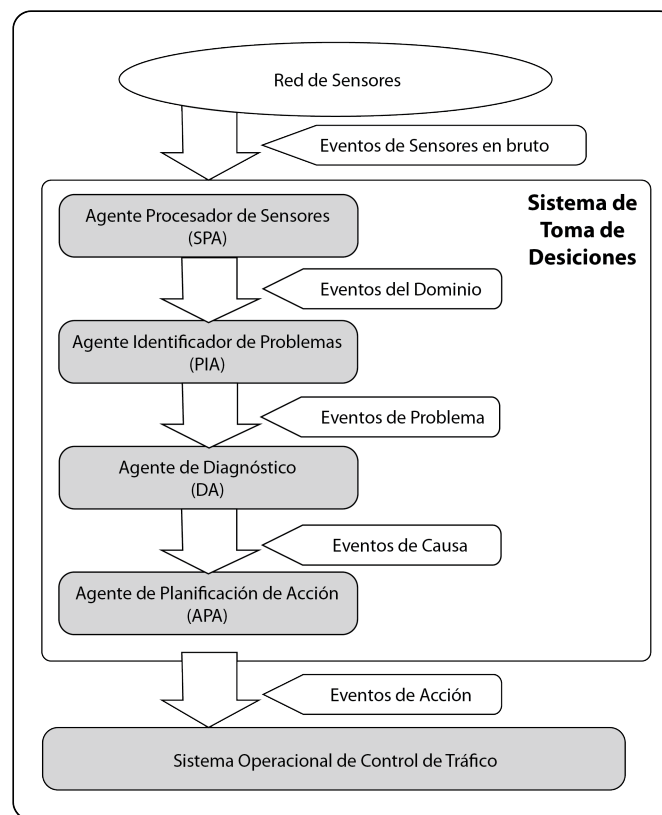 Red de Sensores
Eventos de Sensores en bruto
Sistema de
Toma de
Desiciones
Agente Procesador de Sensores
(SPA)
Eventos del Dominio
Agente Identificador de Problemas
(PIA)
Eventos de Problema
Agente de Diagnóstico
(DA)
Eventos de Causa
Agente de Planificación de Acción
(APA)
Eventos de Acción
Sistema Operacional de Control de Tráfico